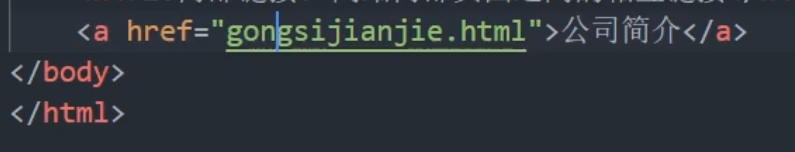 <a href="gongsijianjie.html">公司简介</a>
</body>
</html>